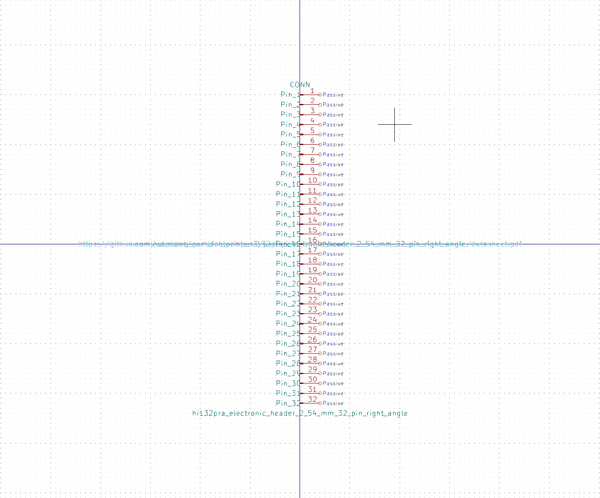 CONN
Pin_1 1 Passive
Pin_2 2 Passive
Pin_3 3 Passive
Pin_4 4 Passive
Pin_5 5 Passive
Pin_6 6 Passive
Pin_7 7 Passive
Pin_8 8 Passive
Pin_9 9 Passive
Pin_10 10 Passive
Pin_11 11 Passive
Pin_12 12 Passive
Pin_13 13 Passive
Pin_14 14 Passive
Pin_15 15 Passive
16 Passive
Pin_17 17 Passive
Pin_18 18 Passive
Pin_19 19 Passive
Pin_20 20 Passive
Pin_21 21 Passive
Pin_22 22 Passive
Pin_23 23 Passive
Pin_24 24 Passive
Pin_25 25 Passive
Pin_26 26 Passive
Pin_27 27 Passive
Pin_28 28 Passive
Pin_29 29 Passive
Pin_30 30 Passive
Pin_31 31 Passive
Pin_32 32 Passive
hi132pra_electronic_header_2_54_mm_32_pin_right_angle